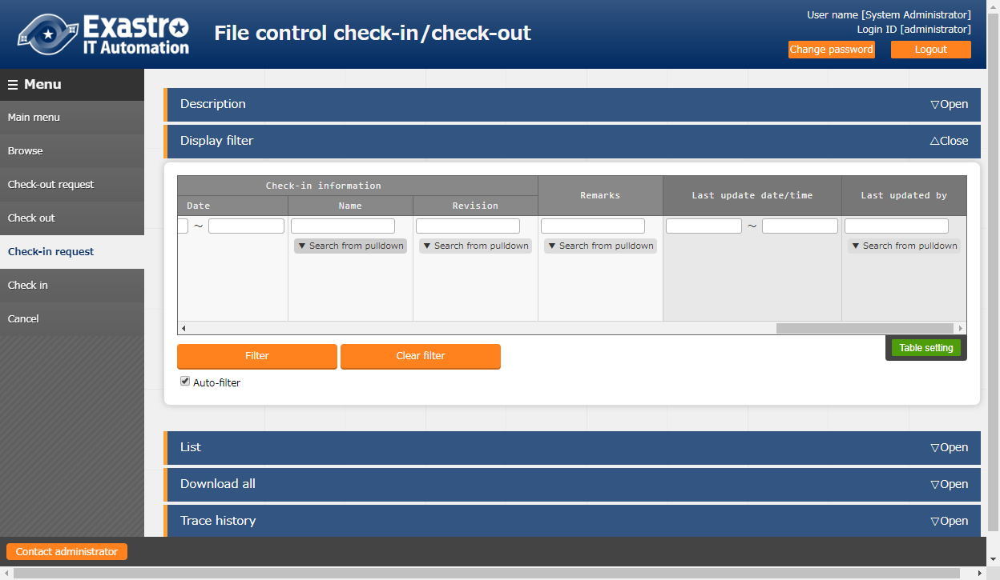 Exastro
IT Automation
File control check-in/check-out
User name [System Administrator]
Login ID [administrator]
Change password
Logout
☰ Menu
Main menu
Browse
Check-out request
Check out
Check-in request
Check in
Cancel
Description ▽Open
Display filter △Close
Check-in information Remarks Last update date/time Last updated by
Date Name Revision
~ ~
▼ Search from pulldown ▼ Search from pulldown ▼ Search from pulldown ▼ Search from pulldown
Filter Clear filter Table setting
Auto-filter
List ▽Open
Download all ▽Open
Trace history ▽Open
Contact administrator